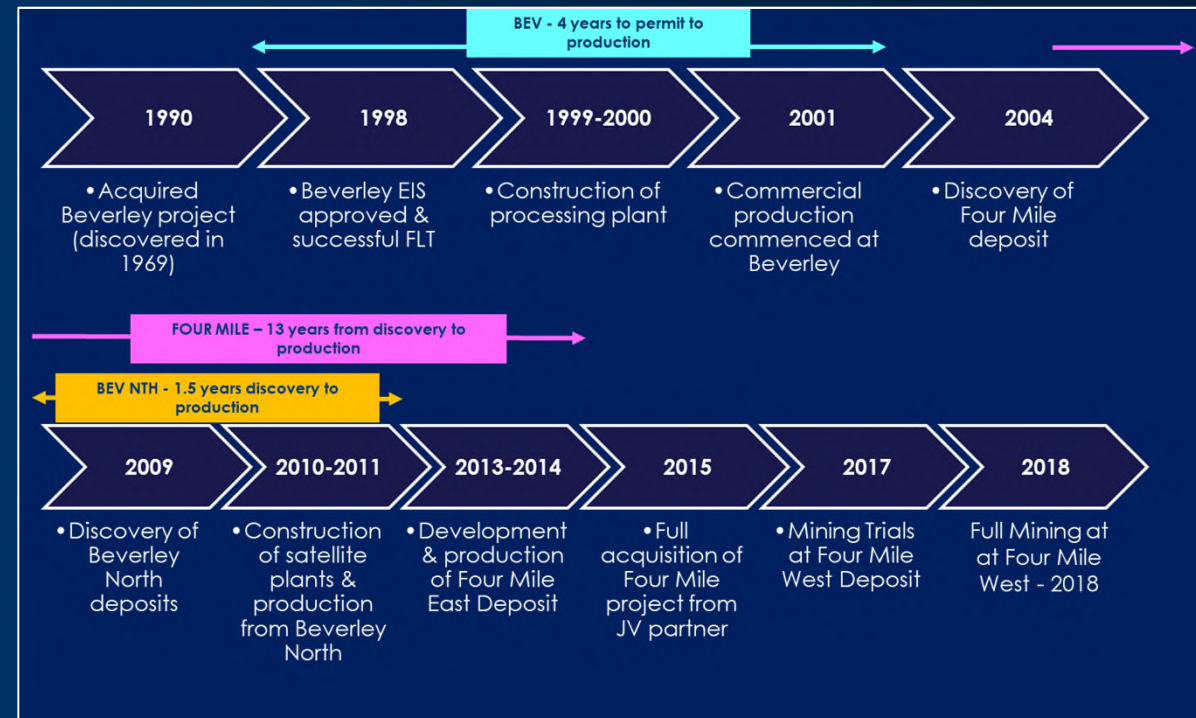 BEV - 4 years to permit to
production
1990
1998
1999-2000
2001
2004
•Acquired
Beverley project
(discovered in
1969)
•Beverley EIS
approved &
successful FLT
•Construction of
processing plant
•Commercial
production
commenced at
Beverley
•Discovery of
Four Mile
deposit
FOUR MILE – 13 years from discovery to
production
BEV NTH - 1.5 years discovery to
production
2009
2010-2011
2013-2014
2015
2017
2018
•Discovery of
Beverley
North
deposits
•Construction
of satellite
plants &
production
from Beverley
North
•Development
& production
of Four Mile
East Deposit
•Full
acquisition of
Four Mile
project from
JV partner
•Mining Trials
at Four Mile
West Deposit
Full Mining at
at Four Mile
West - 2018